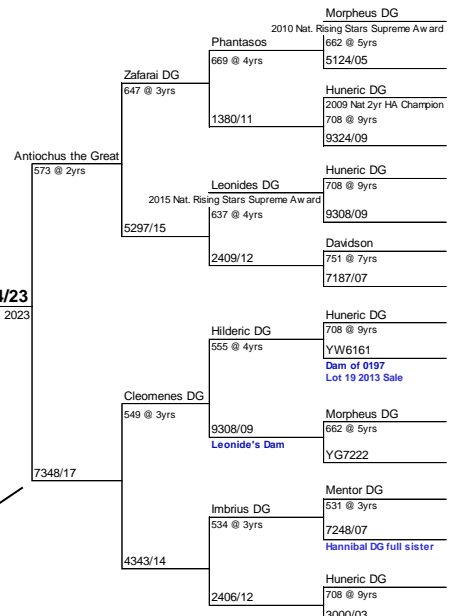 Morpheus DG
2010 Nat. Rising Stars Supreme Award
Phantasos
662 @ 5yrs
669 @ 4yrs
5124/05
Zafarai DG
647 @ 3yrs
Huneric DG
2009 Nat 2yr HA Champion
1380/11
708 @ 9yrs
9324/09
Antiochus the Great
573 @ 2yrs
Huneric DG
Leonides DG
708 @ 9yrs
2015 Nat. Rising Stars Supreme Award
637 @ 4yrs
9308/09
5297/15
Davidson
2409/12
751 @ 7yrs
7187/07
4/23
2023
Huneric DG
Hilderic DG
708 @ 9yrs
555 @ 4yrs
YW6161
Dam of 0197
Lot 19 2013 Sale
Cleomenes DG
549 @ 3yrs
Morpheus DG
9308/09
662 @ 5yrs
Leonide's Dam
YG7222
7348/17
Mentor DG
Imbrius DG
531 @ 3yrs
534 @ 3yrs
7248/07
Hannibal DG full sister
4343/14
Huneric DG
2406/12
708 @ 9yrs
3000/03